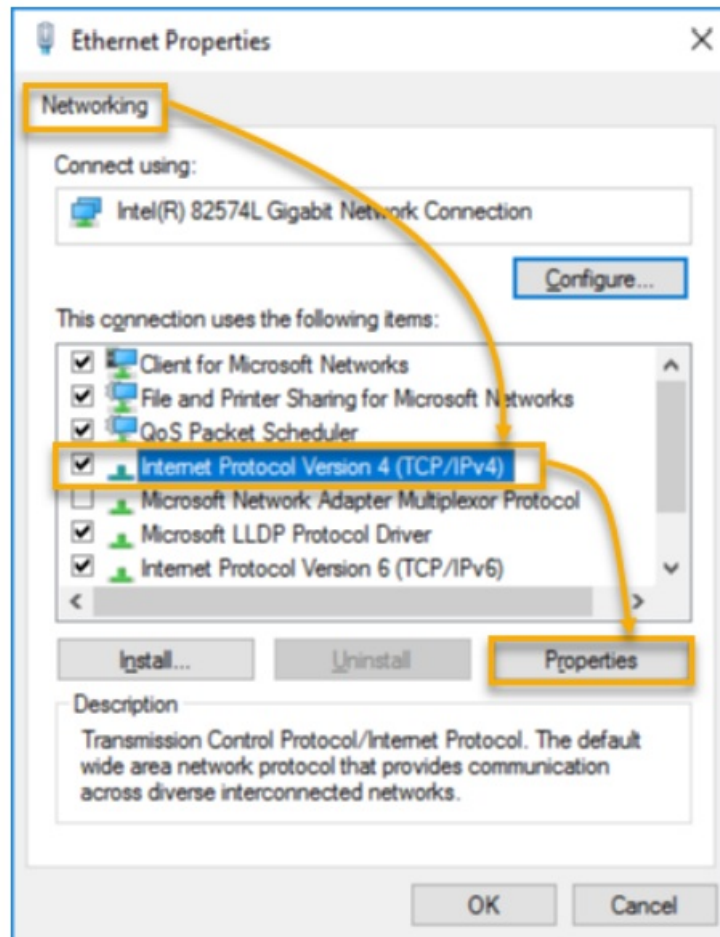 Ethernet Properties
Networking
Connect using:
Intel(R) 82574L Gigabit Network Connection
Configure...
This connection uses the following items:
Client for Microsoft Networks
File and Printer Sharing for Microsoft Networks
QoS Packet Scheduler
Internet Protocol Version 4 (TCP/IPv4)
Microsoft Network Adapter Multiplexor Protocol
Microsoft LLDP Protocol Driver
Internet Protocol Version 6 (TCP/IPv6)
Install...
Uninstall
Properties
Description
Transmission Control Protocol/Internet Protocol. The default
wide area network protocol that provides communication
across diverse interconnected networks.
OK
Cancel